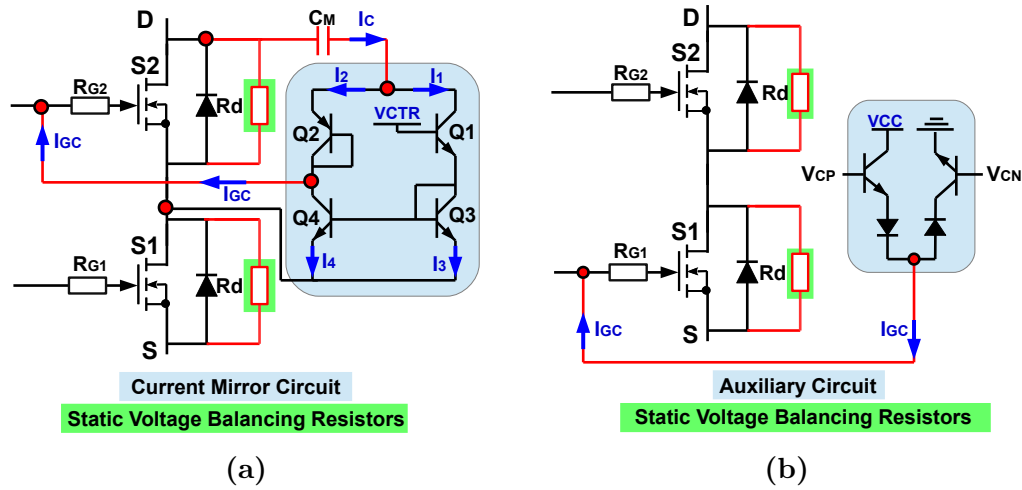 D
CM
IC
S2
I2
I1
RG2
VCTR
Rd
Q2
Q1
IGC
IGC
Q4
Q3
S1
I4
I3
RG1
Rd
S
Current Mirror Circuit
Static Voltage Balancing Resistors
(a)
D
S2
RG2
Rd
VCC
VCP
VCN
S1
RG1
Rd
IGC
IGC
S
Auxiliary Circuit
Static Voltage Balancing Resistors
(b)